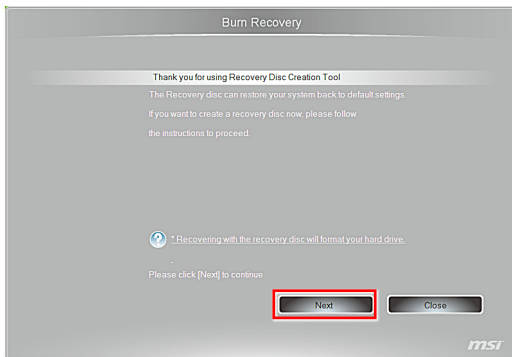 Burn Recovery
Thank you for using Recovery Disc Creation Tool
The Recovery disc can restore your system back to default settings.
If you want to create a recovery disc now, please follow
the instructions to proceed.
* Recovering with the recovery disc will format your hard drive.
-
Please click [Next] to continue
Next Close
msi